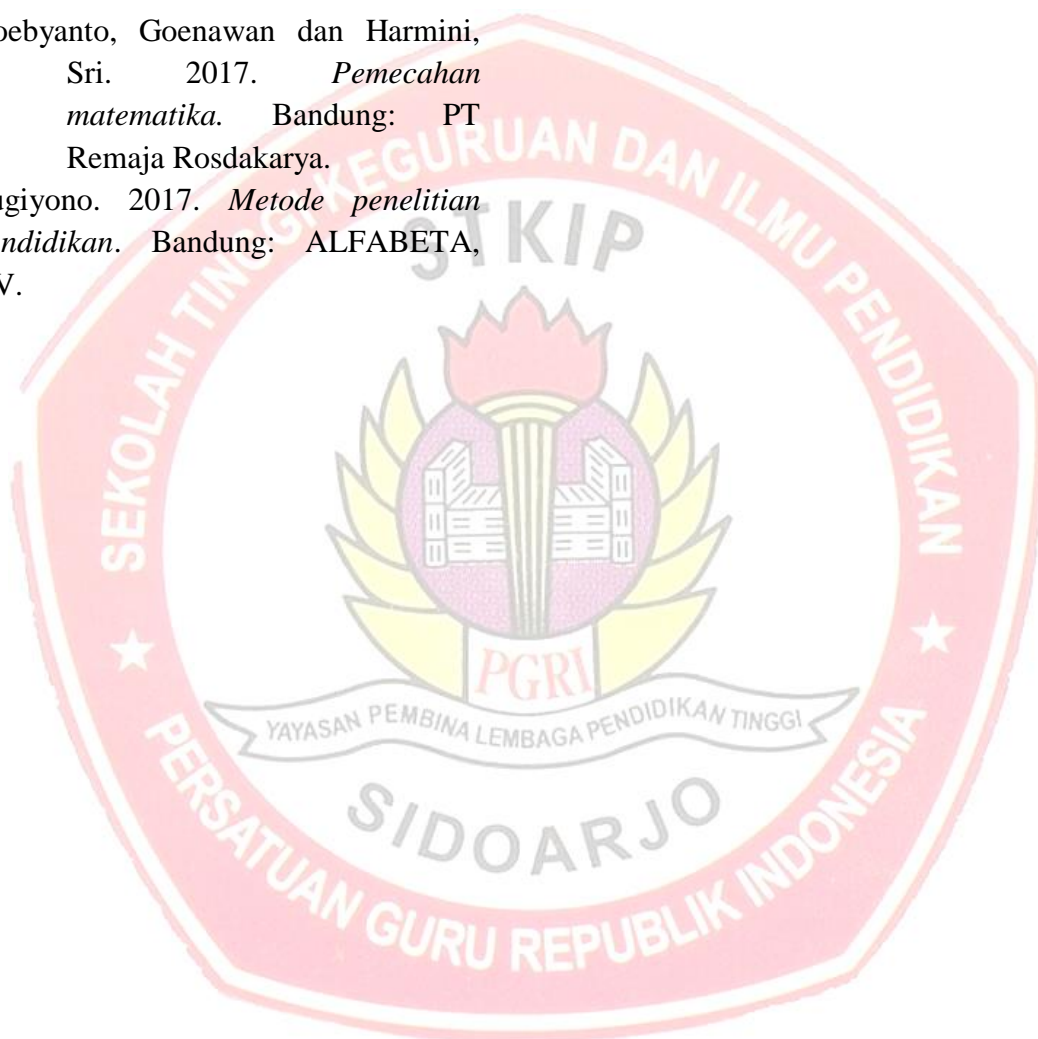 oebyanto, Goenawan dan Harmini,
Sri. 2017. Pemecahan
matematika. Bandung: PT
Remaja Rosdakarya.
ugiyono. 2017. Metode penelitian
ndidikan. Bandung: ALFABETA,
V.
SEKOLAH TINGGI KEGURUAN DAN ILMU PENDIDIKAN
STKIP
PGRI
YAYASAN PEMBINA LEMBAGA PENDIDIKAN TINGGI
SIDOARJO
PERSATUAN GURU REPUBLIK INDONESIA